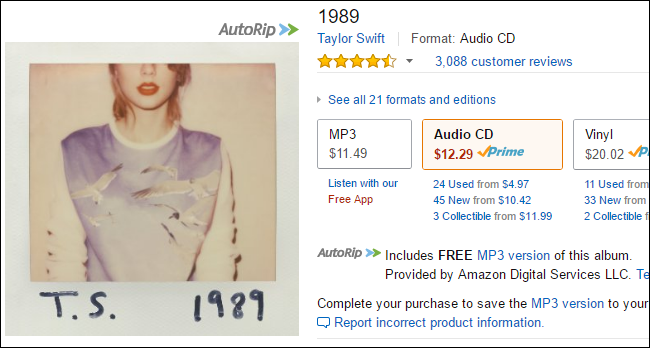 AutoRip
T.S. 1989
1989
Taylor Swift Format: Audio CD
3,088 customer reviews
See all 21 formats and editions
MP3
$11.49
Audio CD
$12.29 Prime
Vinyl
$20.02 Prime
Listen with our
Free App
24 Used from $4.97
45 New from $10.42
3 Collectible from $11.99
11 Used from
33 New from
2 Collectible
AutoRip Includes FREE MP3 version of this album.
Provided by Amazon Digital Services LLC.
Complete your purchase to save the MP3 version to your
Report incorrect product information.